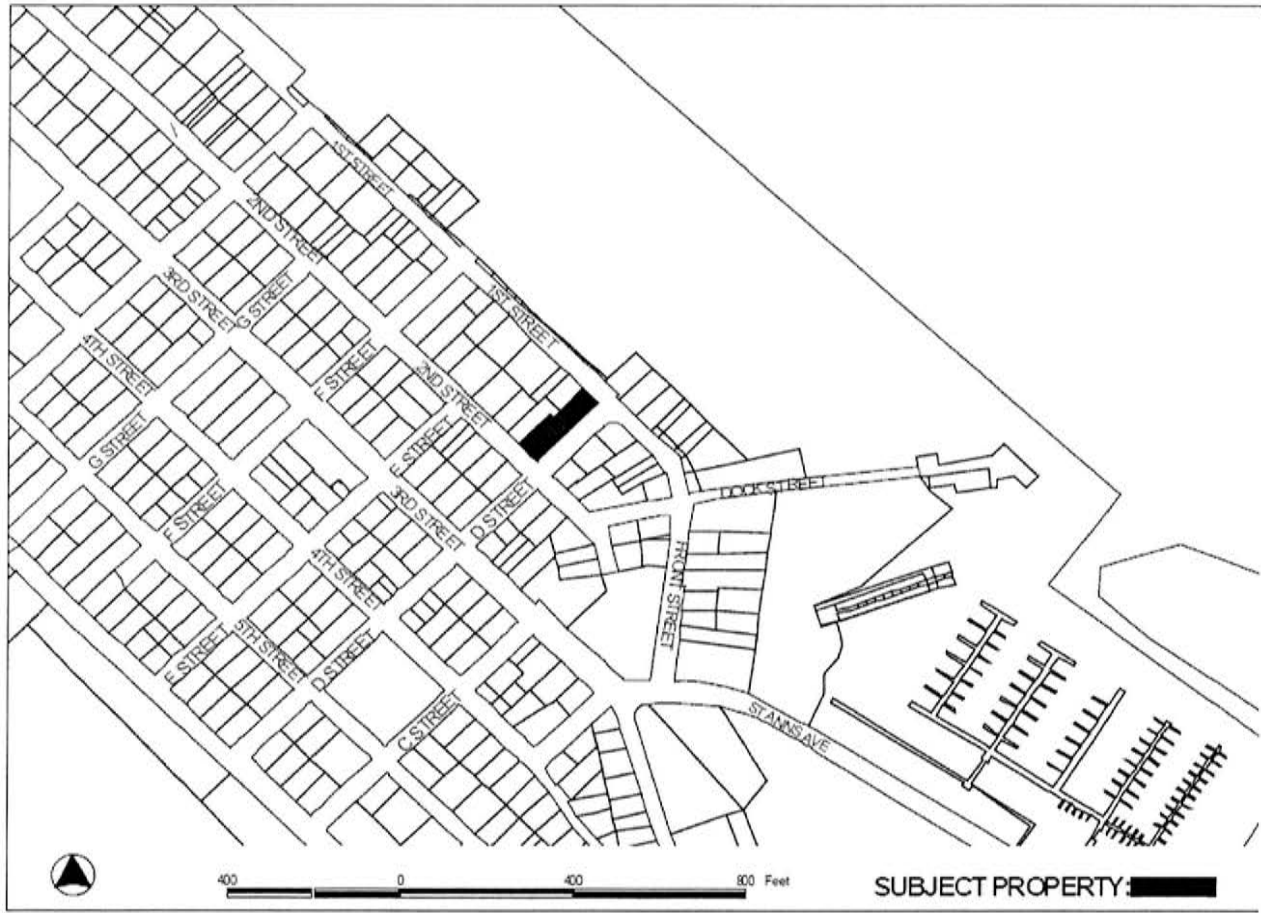 1ST STREET
2ND STREET
1ST STREET
3RD STREET
G STREET
4TH STREET
F STREET
2ND STREET
G STREET
E STREET
DOCK STREET
F STREET
3RD STREET
D STREET
4TH STREET
FRONT STREET
E STREET
5TH STREET
D STREET
C STREET
ST ANNS AVE
400 0 400 800 Feet
SUBJECT PROPERTY: